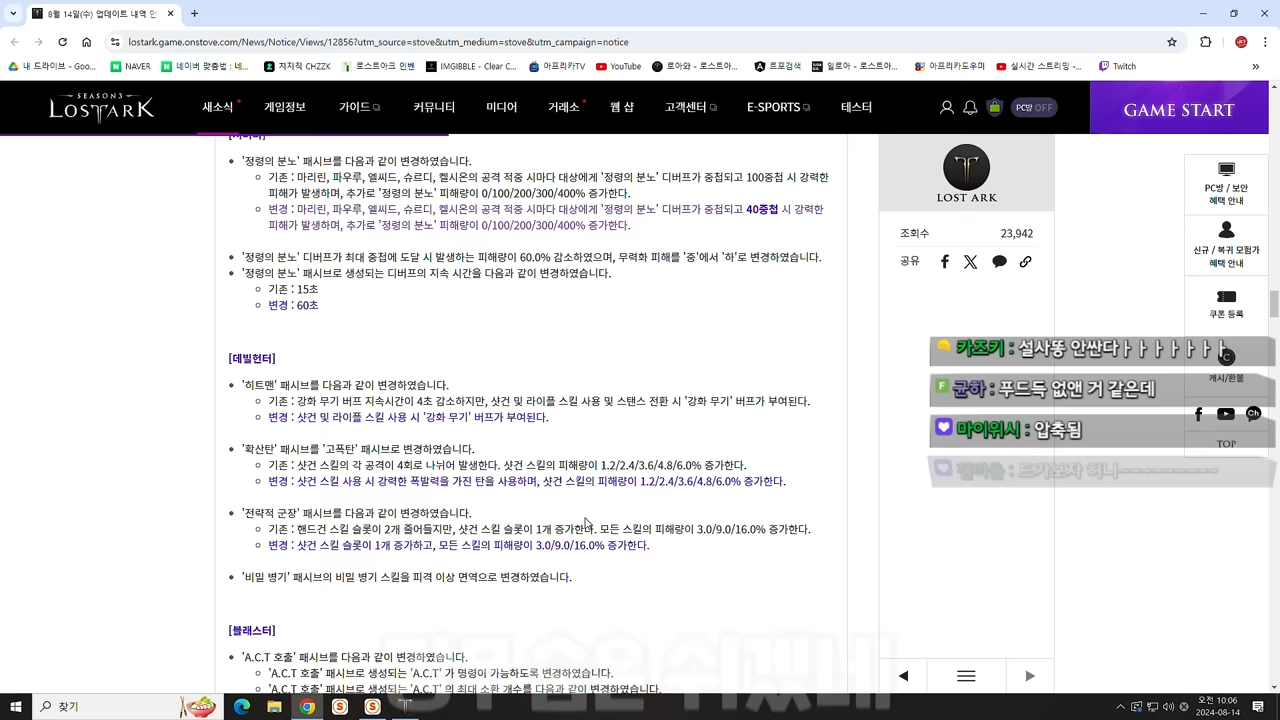 8월 14일(수) 업데이트 내역 안
lostark.game.onstove.com/News/Notice/Views/12856?utm_source=stove&utm_medium=stove&utm_campaign=notice
내 드라이브 - Goo...
NAVER
네이버 맞춤법 : 네...
치지직 CHZZK
로스트아크 인벤
IMGIBBLE - Clear C...
아프리카TV
YouTube
로아와 - 로스트아...
트포검색
일로아 - 로스트아...
아프리카도우미
실시간 스트리밍 -...
Twitch
SEASON3
LOST ARK
새소식
게임정보
가이드
커뮤니티
미디어
거래소
웹 샵
고객센터
E-SPORTS
테스터
PC방 OFF
GAME START
'정령의 분노' 패시브를 다음과 같이 변경하였습니다.
기존 : 마리린, 파우루, 엘씨드, 슈르디, 켈시온의 공격 적중 시마다 대상에게 '정령의 분노' 디버프가 중첩되고 100중첩 시 강력한
피해가 발생하며, 추가로 '정령의 분노' 피해량이 0/100/200/300/400% 증가한다.
변경 : 마리린, 파우루, 엘씨드, 슈르디, 켈시온의 공격 적중 시마다 대상에게 '정령의 분노' 디버프가 중첩되고 40중첩 시 강력한
피해가 발생하며, 추가로 '정령의 분노' 피해량이 0/100/200/300/400% 증가한다.
'정령의 분노' 디버프가 최대 중첩에 도달 시 발생하는 피해량이 60.0% 감소하였으며, 무력화 피해를 '중'에서 '하'로 변경하였습니다.
'정령의 분노' 패시브로 생성되는 디버프의 지속 시간을 다음과 같이 변경하였습니다.
기존 : 15초
변경 : 60초
[데빌헌터]
'히트맨' 패시브를 다음과 같이 변경하였습니다.
기존 : 강화 무기 버프 지속시간이 4초 감소하지만, 샷건 및 라이플 스킬 사용 및 스탠스 전환 시 '강화 무기' 버프가 부여된다.
변경 : 샷건 및 라이플 스킬 사용 시 '강화 무기' 버프가 부여된다.
'확산탄' 패시브를 '고폭탄' 패시브로 변경하였습니다.
기존 : 샷건 스킬의 각 공격이 4회로 나뉘어 발생한다. 샷건 스킬의 피해량이 1.2/2.4/3.6/4.8/6.0% 증가한다.
변경 : 샷건 스킬 사용 시 강력한 폭발력을 가진 탄을 사용하며, 샷건 스킬의 피해량이 1.2/2.4/3.6/4.8/6.0% 증가한다.
'전략적 군장' 패시브를 다음과 같이 변경하였습니다.
기존 : 핸드건 스킬 슬롯이 2개 줄어들지만, 샷건 스킬 슬롯이 1개 증가한다. 모든 스킬의 피해량이 3.0/9.0/16.0% 증가한다.
변경 : 샷건 스킬 슬롯이 1개 증가하고, 모든 스킬의 피해량이 3.0/9.0/16.0% 증가한다.
'비밀 병기' 패시브의 비밀 병기 스킬을 피격 이상 면역으로 변경하였습니다.
[블래스터]
'A.C.T 호출' 패시브를 다음과 같이 변경하였습니다.
'A.C.T 호출' 패시브로 생성되는 'A.C.T' 가 명령이 가능하도록 변경하였습니다.
'A.C.T 호출' 패시브로 생성되는 'A.C.T' 의 최대 소환 개수를 다음과 같이 변경하였습니다.
LOST ARK
조회수 23,942
공유
PC방 / 보안
혜택 안내
신규 / 복귀 모험가
혜택 안내
쿠폰 등록
캐시/환불
TOP
카즈키 : 설사똥 안싼다ㅏㅏㅏㅏㅏㅏㅏ
균하 : 푸드득 없앤 거 같은데
마이위시 : 압축됨
찾기
오전 10:06
2024-08-14